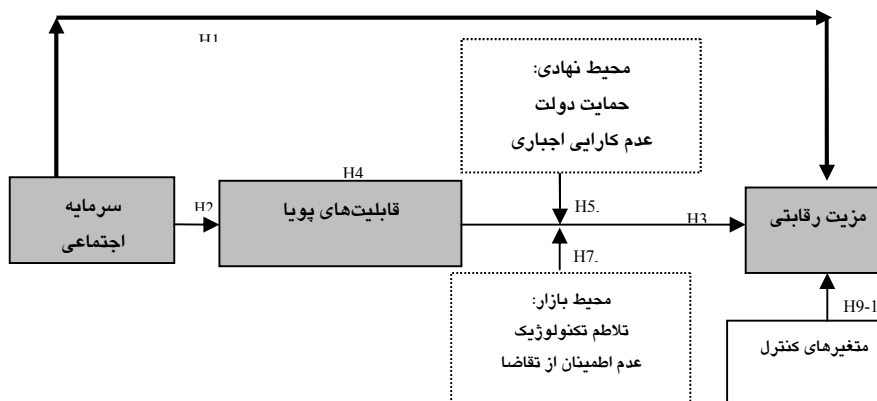 H1
محیط نهادی:
حمایت دولت
عدم کارایی اجباری
H4
سرمایه
اجتماعی
H2
قابلیت‌های پویا
H5.
H3
مزیت رقابتی
H7.
محیط بازار:
تلاطم تکنولوژیک
عدم اطمینان از تقاضا
H9-1
متغیرهای کنترل